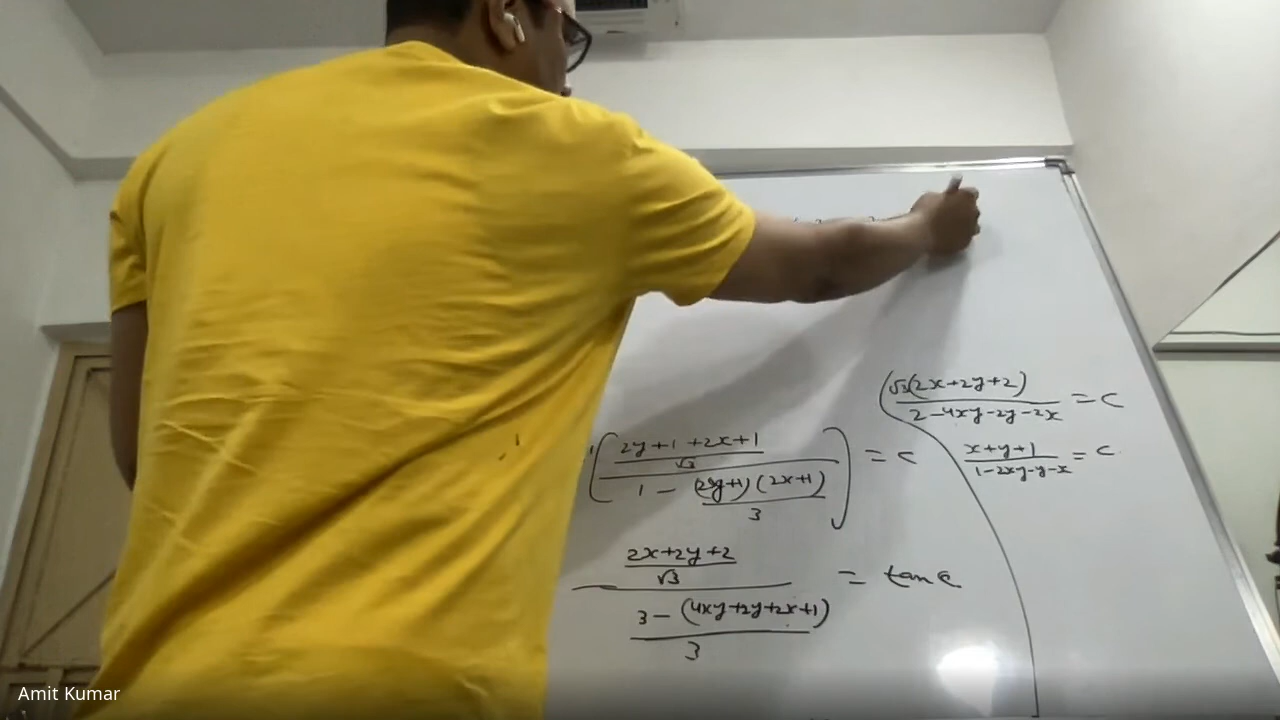 √3(2x+2y+2)
2-4xy-2y-2x = c
x+y+1
1-2xy-y-x = c
2y+1+2x+1
√3
1 - (2y+1)(2x+1) = c
3
2x+2y+2
√3
= tan c
3-(4xy+2y+2x+1)
3
Amit Kumar